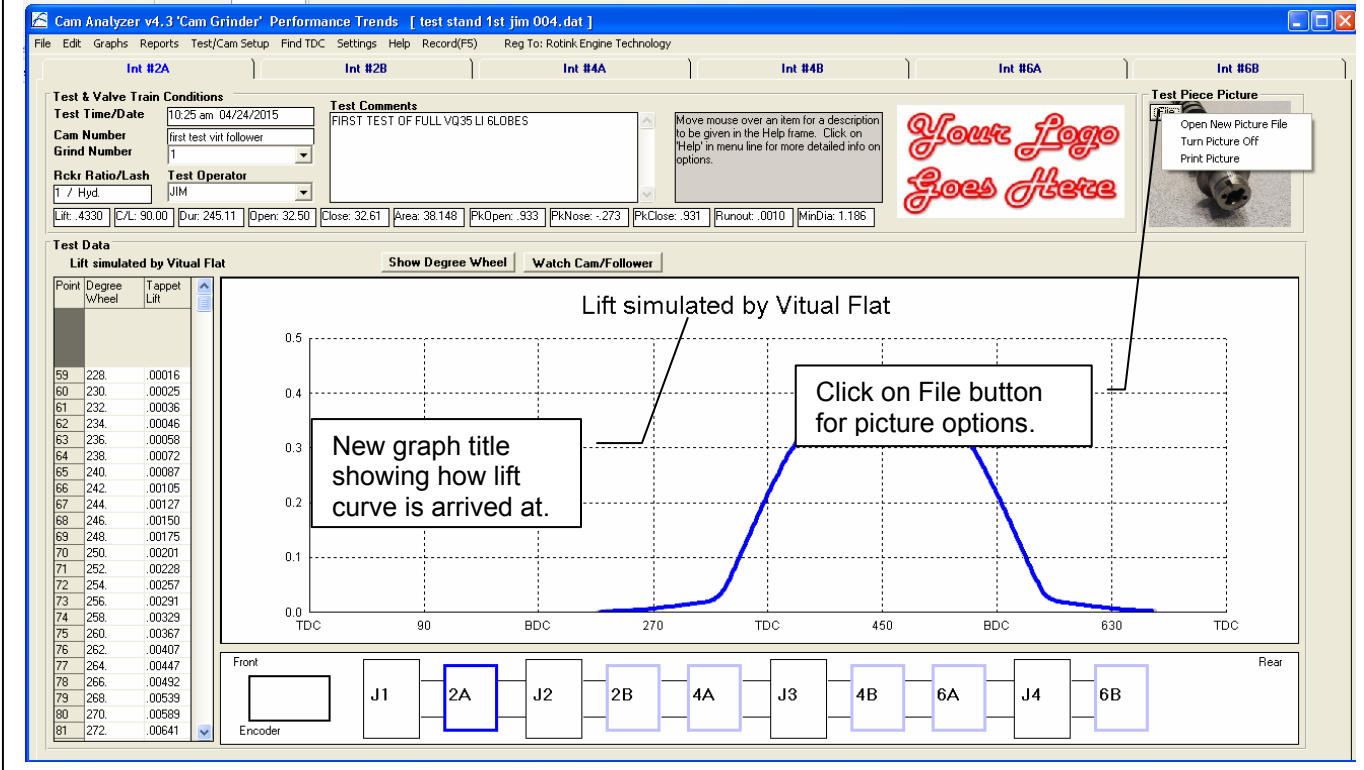 Cam Analyzer v4.3 'Cam Grinder' Performance Trends [ test stand 1st jim 004.dat ]
File Edit Graphs Reports Test/Cam Setup Find TDC Settings Help Record(F5) Reg To: Rotink Engine Technology
Int #2A Int #2B Int #4A Int #4B Int #6A Int #6B
Test & Valve Train Conditions
Test Time/Date 10:25 am 04/24/2015
Cam Number first test virt follower
Grind Number 1
Rckr Ratio/Lash Test Operator
1 / Hyd. JIM
Test Comments
FIRST TEST OF FULL VQ35 LI 6LOBES
Move mouse over an item for a description
to be given in the Help frame. Click on
'Help' in menu line for more detailed info on
options.
Your Logo
Goes Here
Test Piece Picture
File
Open New Picture File
Turn Picture Off
Print Picture
Lift: .4330 C/L: 90.00 Dur: 245.11 Open: 32.50 Close: 32.61 Area: 38.148 PkOpen: .933 PkNose: -.273 PkClose: .931 Runout: .0010 MinDia: 1.186
Test Data
Lift simulated by Vitual Flat
Show Degree Wheel Watch Cam/Follower
Point Degree Tappet
Wheel Lift
59 228. .00016
60 230. .00025
61 232. .00036
62 234. .00046
63 236. .00058
64 238. .00072
65 240. .00087
66 242. .00105
67 244. .00127
68 246. .00150
69 248. .00175
70 250. .00201
71 252. .00228
72 254. .00257
73 256. .00291
74 258. .00329
75 260. .00367
76 262. .00407
77 264. .00447
78 266. .00492
79 268. .00539
80 270. .00589
81 272. .00641
Lift simulated by Vitual Flat
0.5
0.4
0.3
0.2
0.1
0.0
TDC 90 BDC 270 TDC 450 BDC 630 TDC
New graph title
showing how lift
curve is arrived at.
Click on File button
for picture options.
Front Rear
J1 2A J2 2B 4A J3 4B 6A J4 6B
Encoder